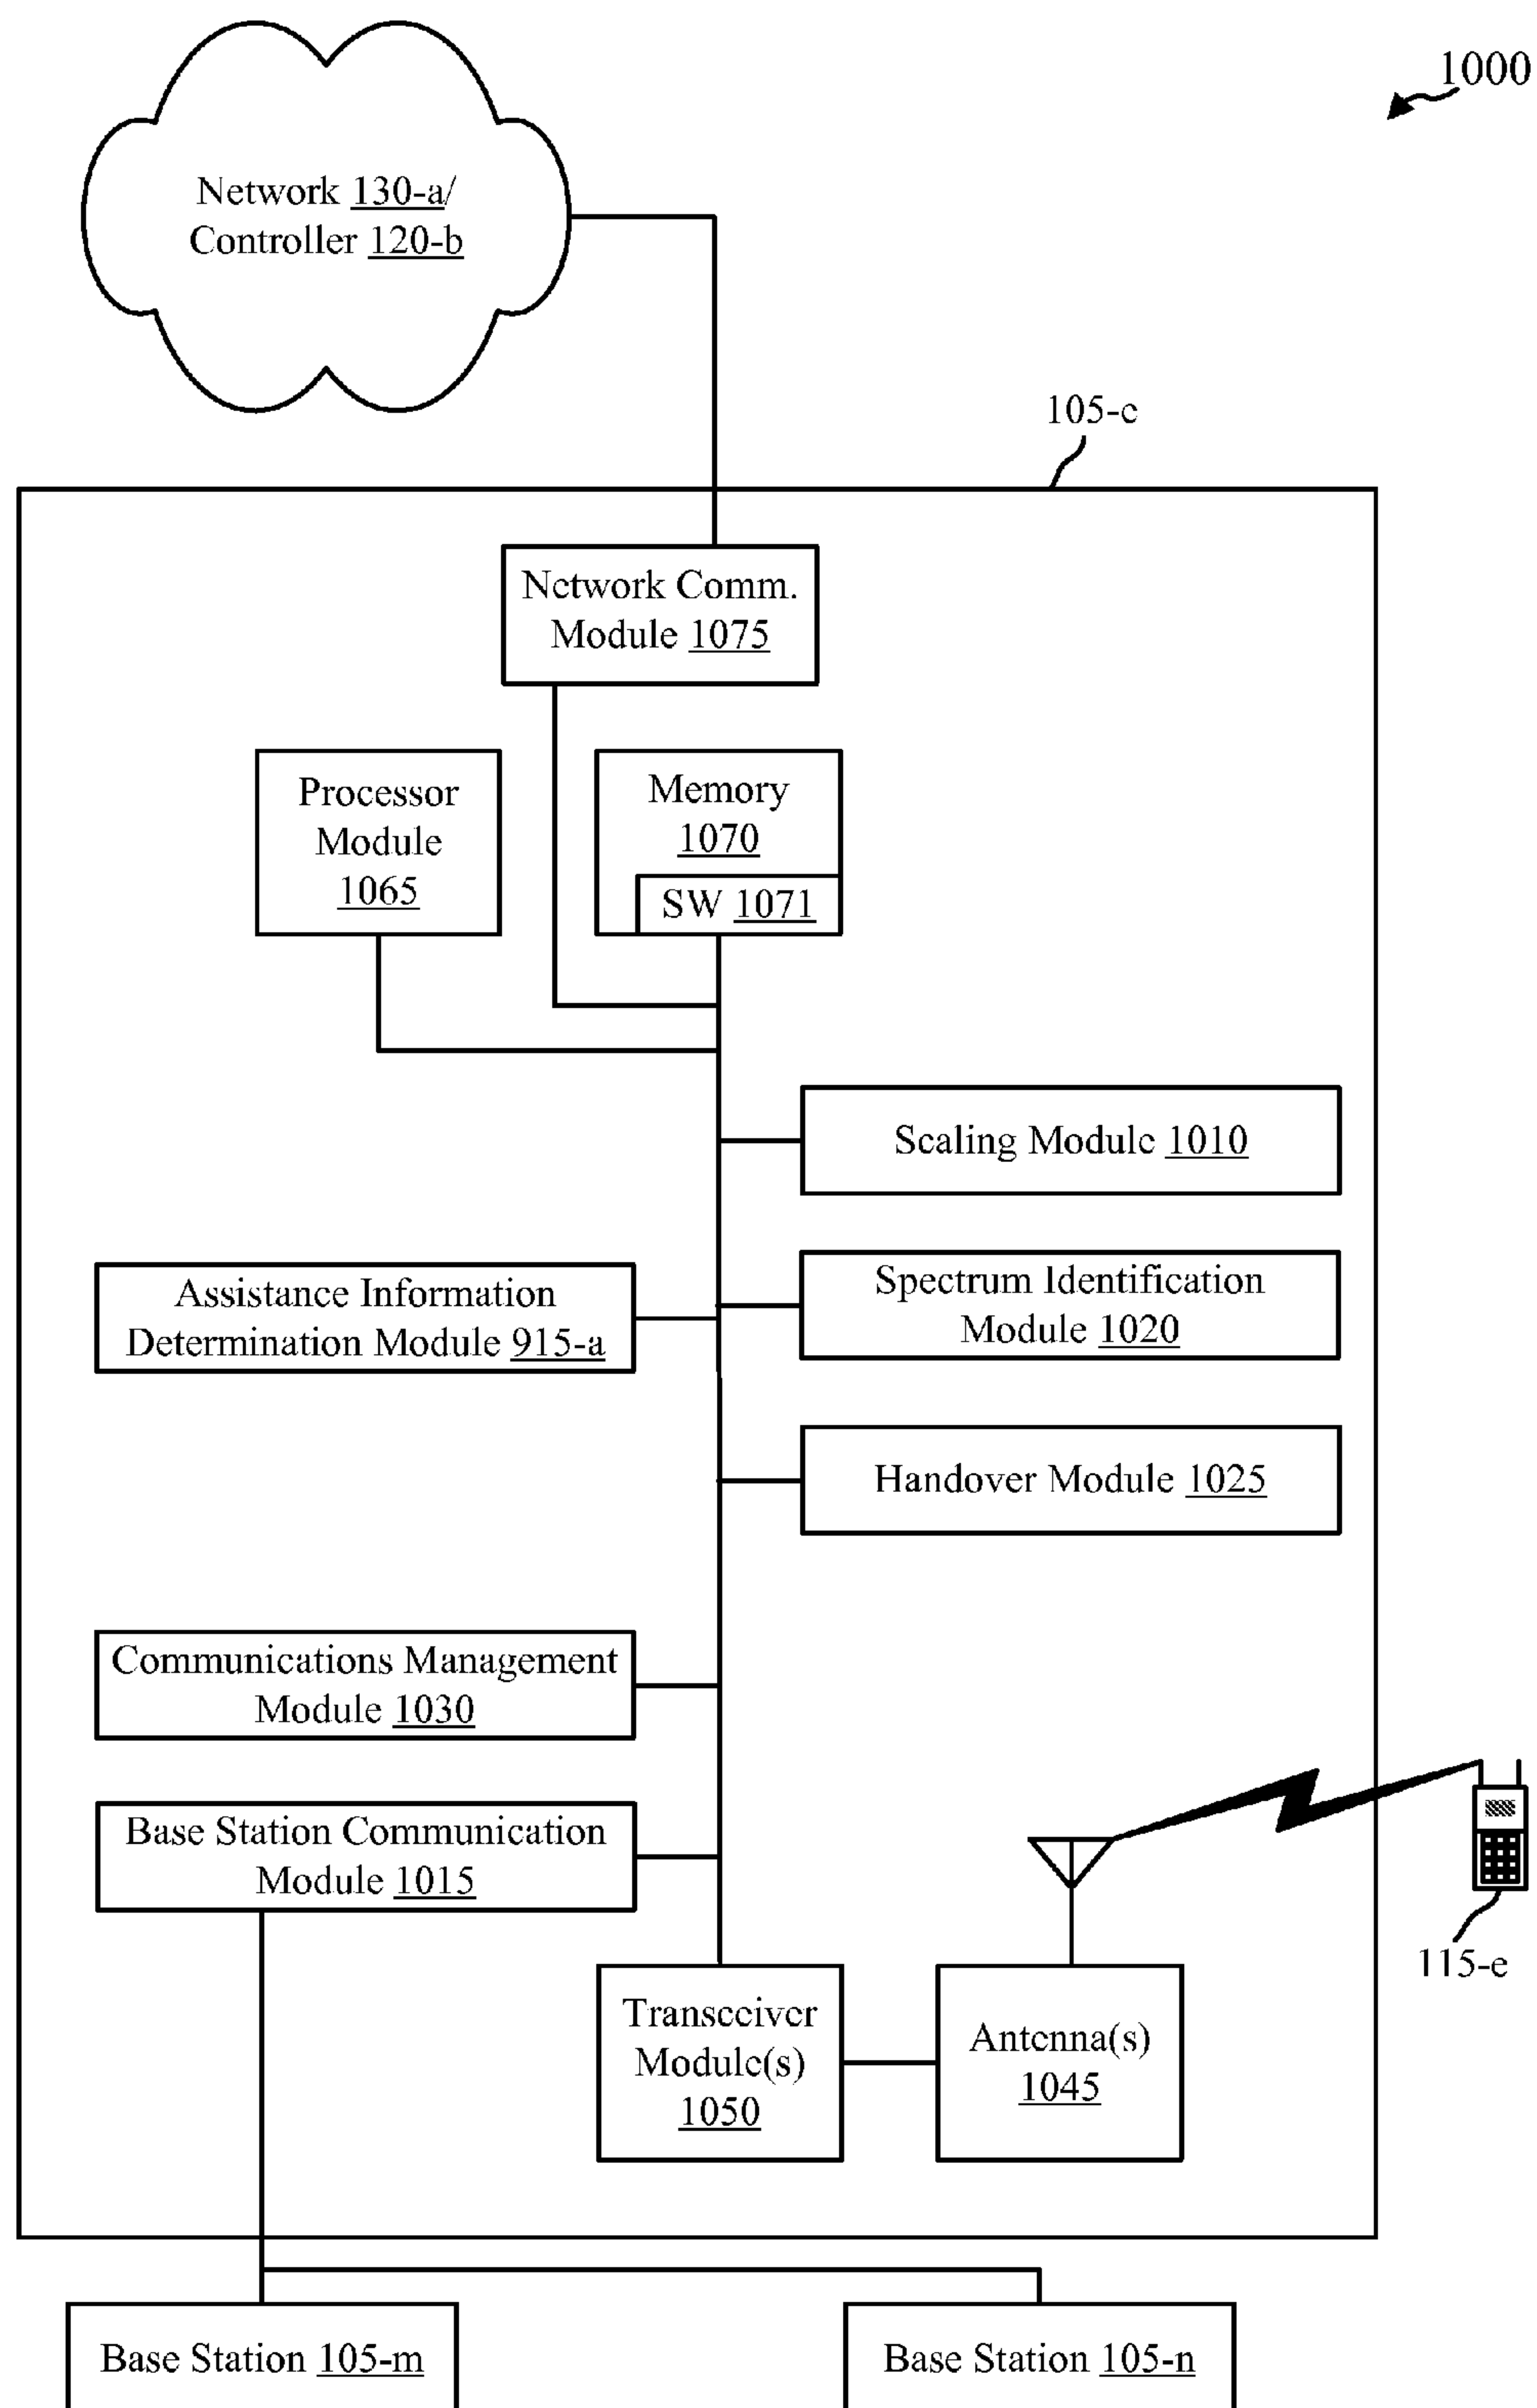 1000
Network 130-a/
Controller 120-b
105-c
Network Comm.
Module 1075
Processor
Module
1065
Memory
1070
SW 1071
Scaling Module 1010
Assistance Information
Determination Module 915-a
Spectrum Identification
Module 1020
Handover Module 1025
Communications Management
Module 1030
Base Station Communication
Module 1015
115-e
Transceiver
Module(s)
1050
Antenna(s)
1045
Base Station 105-m
Base Station 105-n